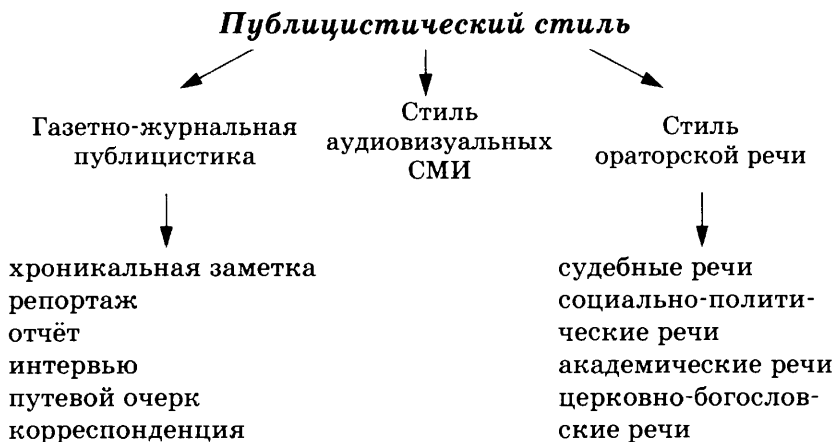 Публицистический стиль
Газетно-журнальная
публицистика
Стиль
аудиовизуальных
СМИ
Стиль
ораторской речи
хроникальная заметка
репортаж
отчёт
интервью
путевой очерк
корреспонденция
судебные речи
социально-полити-
ческие речи
академические речи
церковно-богослов-
ские речи